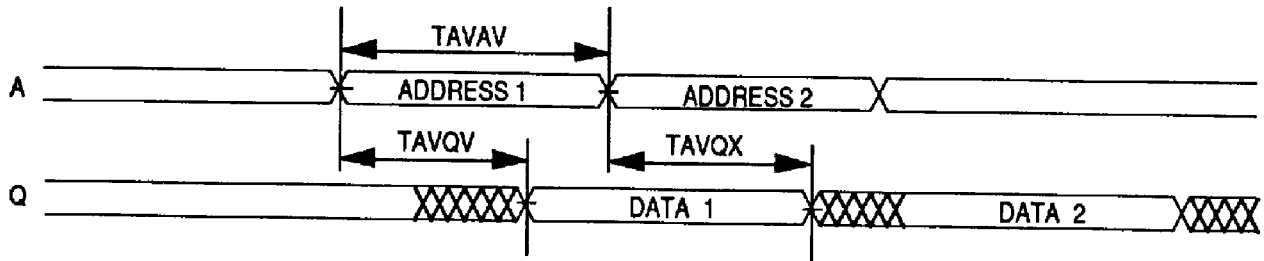 TAVAV
A ADDRESS 1 ADDRESS 2
TAVQV TAVQX
Q DATA 1 DATA 2